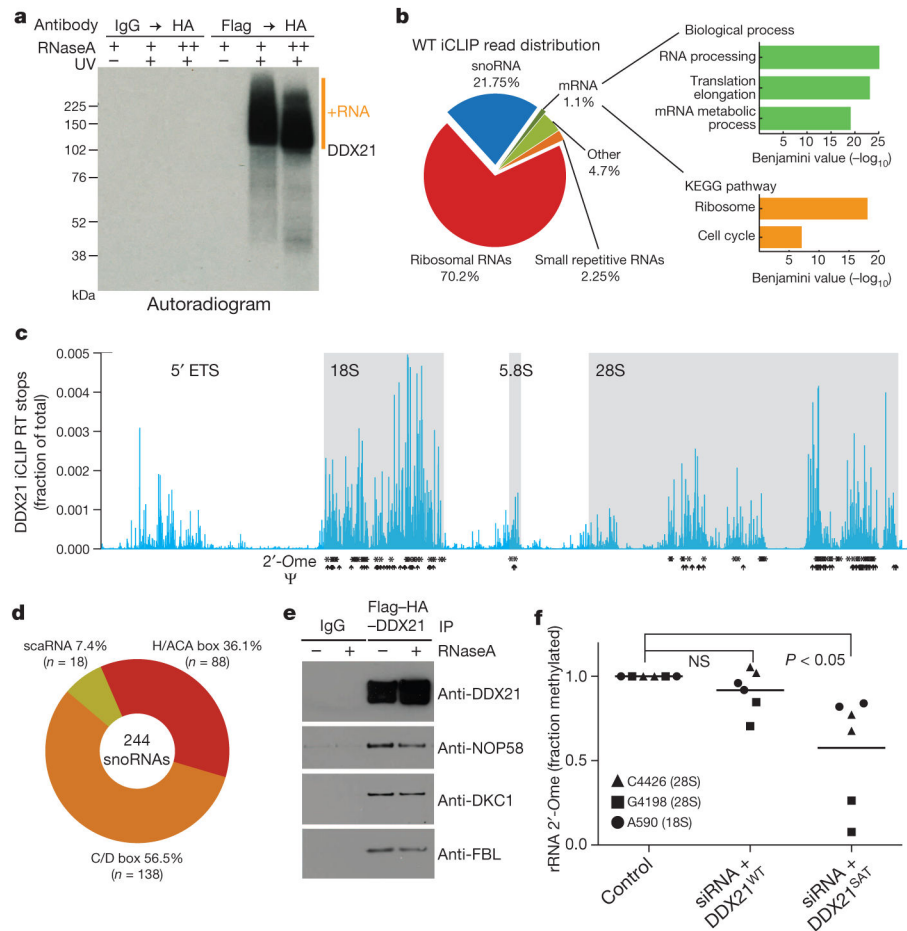 a
Antibody IgG → HA Flag → HA
RNaseA + + ++ + + ++
UV − + + − + +
225
150
102
76
52
38
kDa
+RNA
DDX21
Autoradiogram
b
WT iCLIP read distribution
snoRNA
21.75%
mRNA
1.1%
Other
4.7%
Small repetitive RNAs
2.25%
Ribosomal RNAs
70.2%
Biological process
RNA processing
Translation
elongation
mRNA metabolic
process
5 10 15 20 25
Benjamini value (−log10)
KEGG pathway
Ribosome
Cell cycle
0 5 10 15 20
Benjamini value (−log10)
c
DDX21 iCLIP RT stops
(fraction of total)
0.005
0.004
0.003
0.002
0.001
0.000
5′ ETS 18S 5.8S 28S
2′-Ome
Ψ
d
scaRNA 7.4%
(n = 18)
H/ACA box 36.1%
(n = 88)
244
snoRNAs
C/D box 56.5%
(n = 138)
e
Flag–HA
IgG –DDX21 IP
− + − + RNaseA
Anti-DDX21
Anti-NOP58
Anti-DKC1
Anti-FBL
f
rRNA 2′-Ome (fraction methylated)
1.0
0.5
0.0
NS
P < 0.05
C4426 (28S)
G4198 (28S)
A590 (18S)
Control
siRNA +
DDX21WT
siRNA +
DDX21SAT